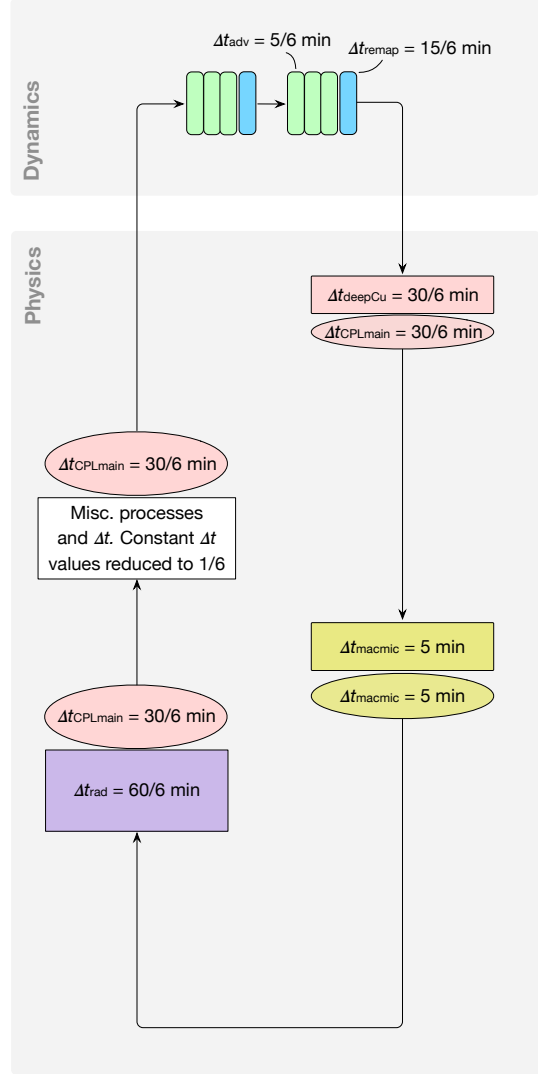 Dynamics
Δtadv = 5/6 min
Δtremap = 15/6 min
Physics
ΔtdeepCu = 30/6 min
ΔtCPLmain = 30/6 min
Δtmacmic = 5 min
Δtmacmic = 5 min
ΔtCPLmain = 30/6 min
Misc. processes
and Δt. Constant Δt
values reduced to 1/6
ΔtCPLmain = 30/6 min
Δtrad = 60/6 min